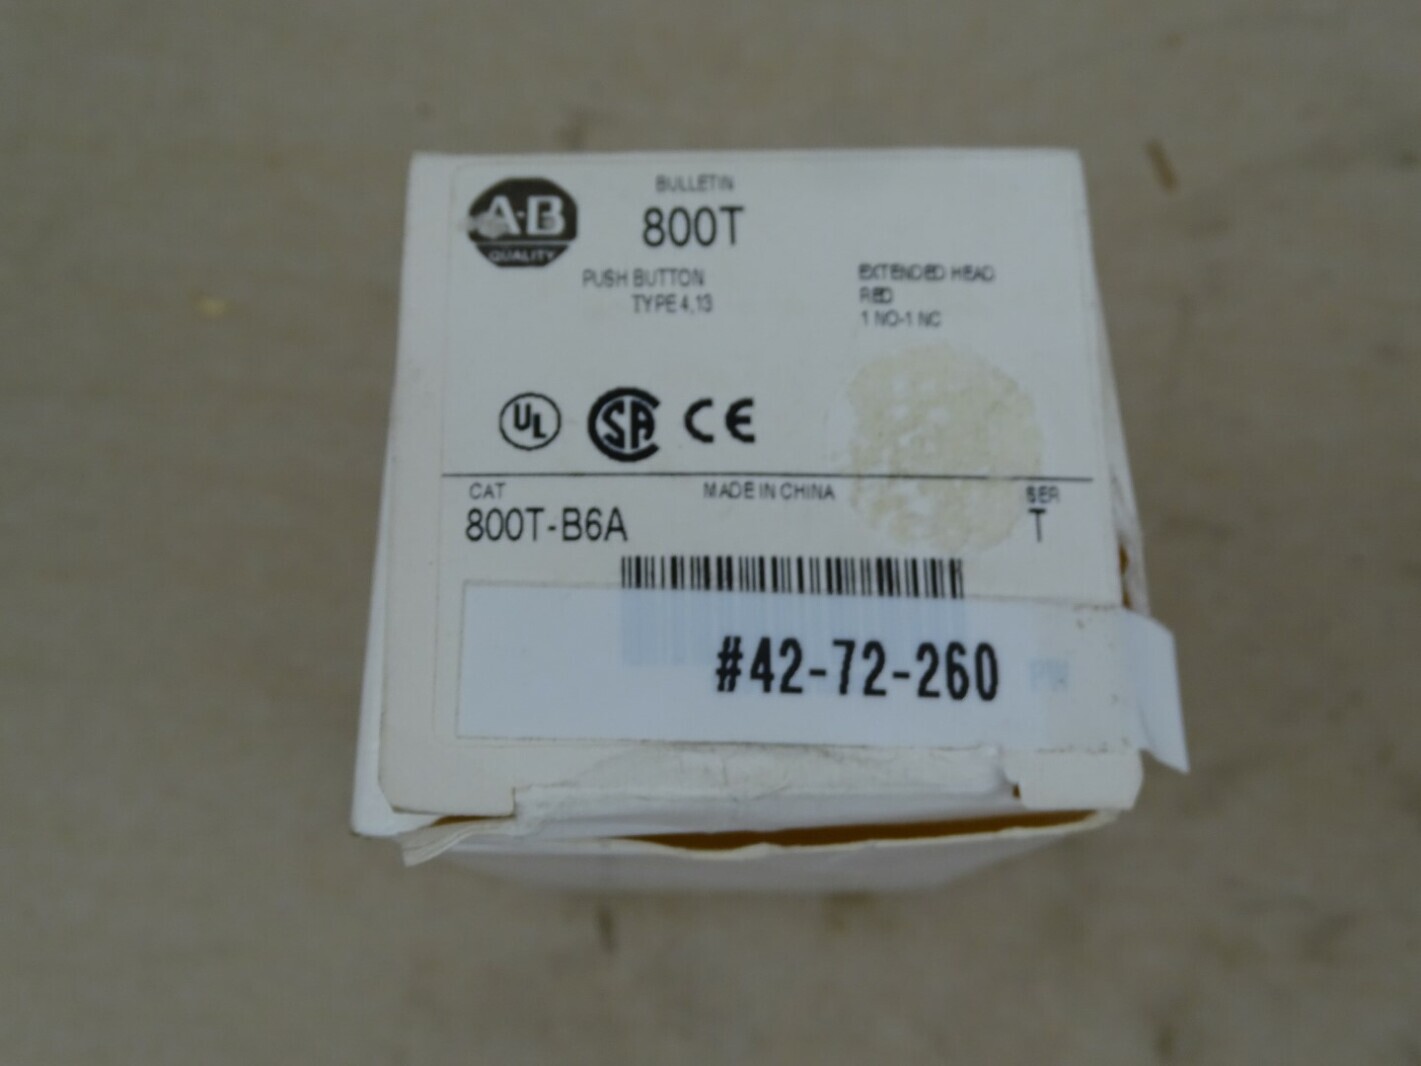 A-B
QUALITY
BULLETIN
800T
PUSH BUTTON
TYPE 4,13
EXTENDED HEAD
RED
1 NO-1 NC
UL
SA
CE
CAT
MADE IN CHINA
SER
800T-B6A
T
#42-72-260